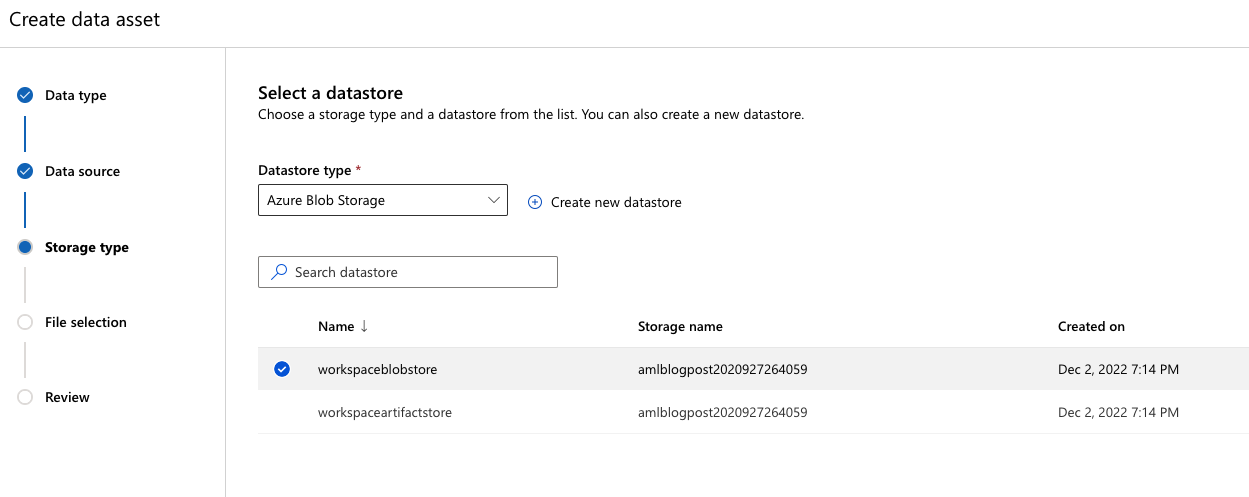 Create data asset
Data type
Data source
Storage type
File selection
Review
Select a datastore
Choose a storage type and a datastore from the list. You can also create a new datastore.
Datastore type *
Azure Blob Storage
Create new datastore
Search datastore
Name ↓ Storage name Created on
workspaceblobstore amlblogpost2020927264059 Dec 2, 2022 7:14 PM
workspaceartifactstore amlblogpost2020927264059 Dec 2, 2022 7:14 PM